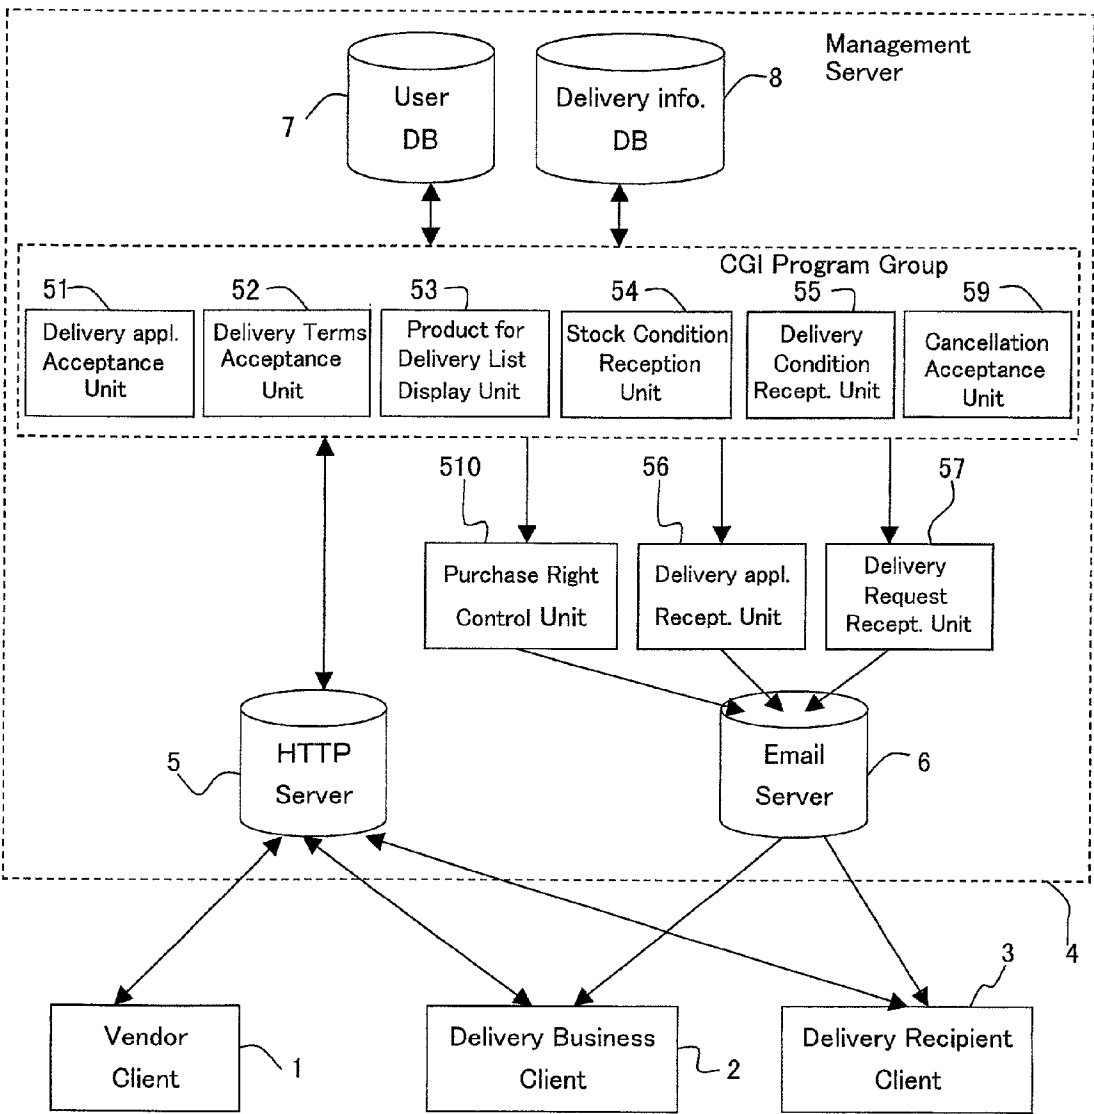 Management
Server
User
DB
7
Delivery info.
DB
8
CGI Program Group
51
52
53
54
55
59
Delivery appl.
Acceptance
Unit
Delivery Terms
Acceptance
Unit
Product for
Delivery List
Display Unit
Stock Condition
Reception
Unit
Delivery
Condition
Recept. Unit
Cancellation
Acceptance
Unit
510
56
57
Purchase Right
Control Unit
Delivery appl.
Recept. Unit
Delivery
Request
Recept. Unit
5
HTTP
Server
Email
Server
6
4
3
Vendor
Client
1
Delivery Business
Client
2
Delivery Recipient
Client